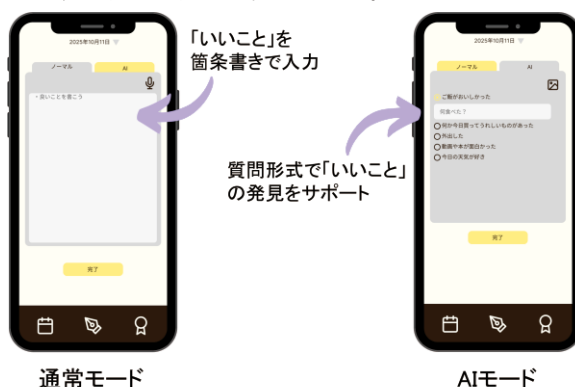 2025年10月11日
ノーマル
AI
・良いことを書こう
完了
通常モード
「いいこと」を
箇条書きで入力
質問形式で「いいこと」
の発見をサポート
2025年10月11日
ノーマル
AI
ご飯がおいしかった
何食べた？
何か今日買ってうれしいものがあった
外出した
動画や本が面白かった
今日の天気が好き
完了
AIモード